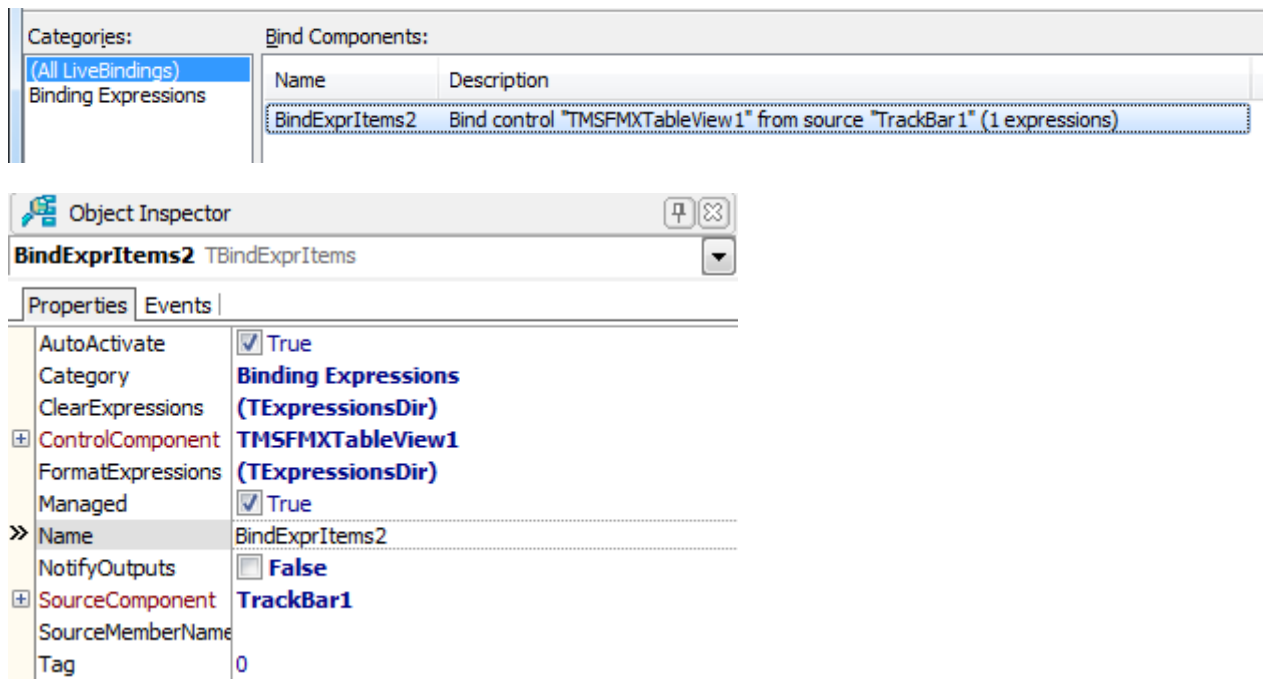 Categories: Bind Components:
(All LiveBindings) Name Description
Binding Expressions
BindExprItems2 Bind control "TMSFMXTableView1" from source "TrackBar1" (1 expressions)
Object Inspector
BindExprItems2 TBindExprItems
Properties Events
AutoActivate True
Category Binding Expressions
ClearExpressions (TExpressionsDir)
ControlComponent TMSFMXTableView1
FormatExpressions (TExpressionsDir)
Managed True
Name BindExprItems2
NotifyOutputs False
SourceComponent TrackBar1
SourceMemberName
Tag 0